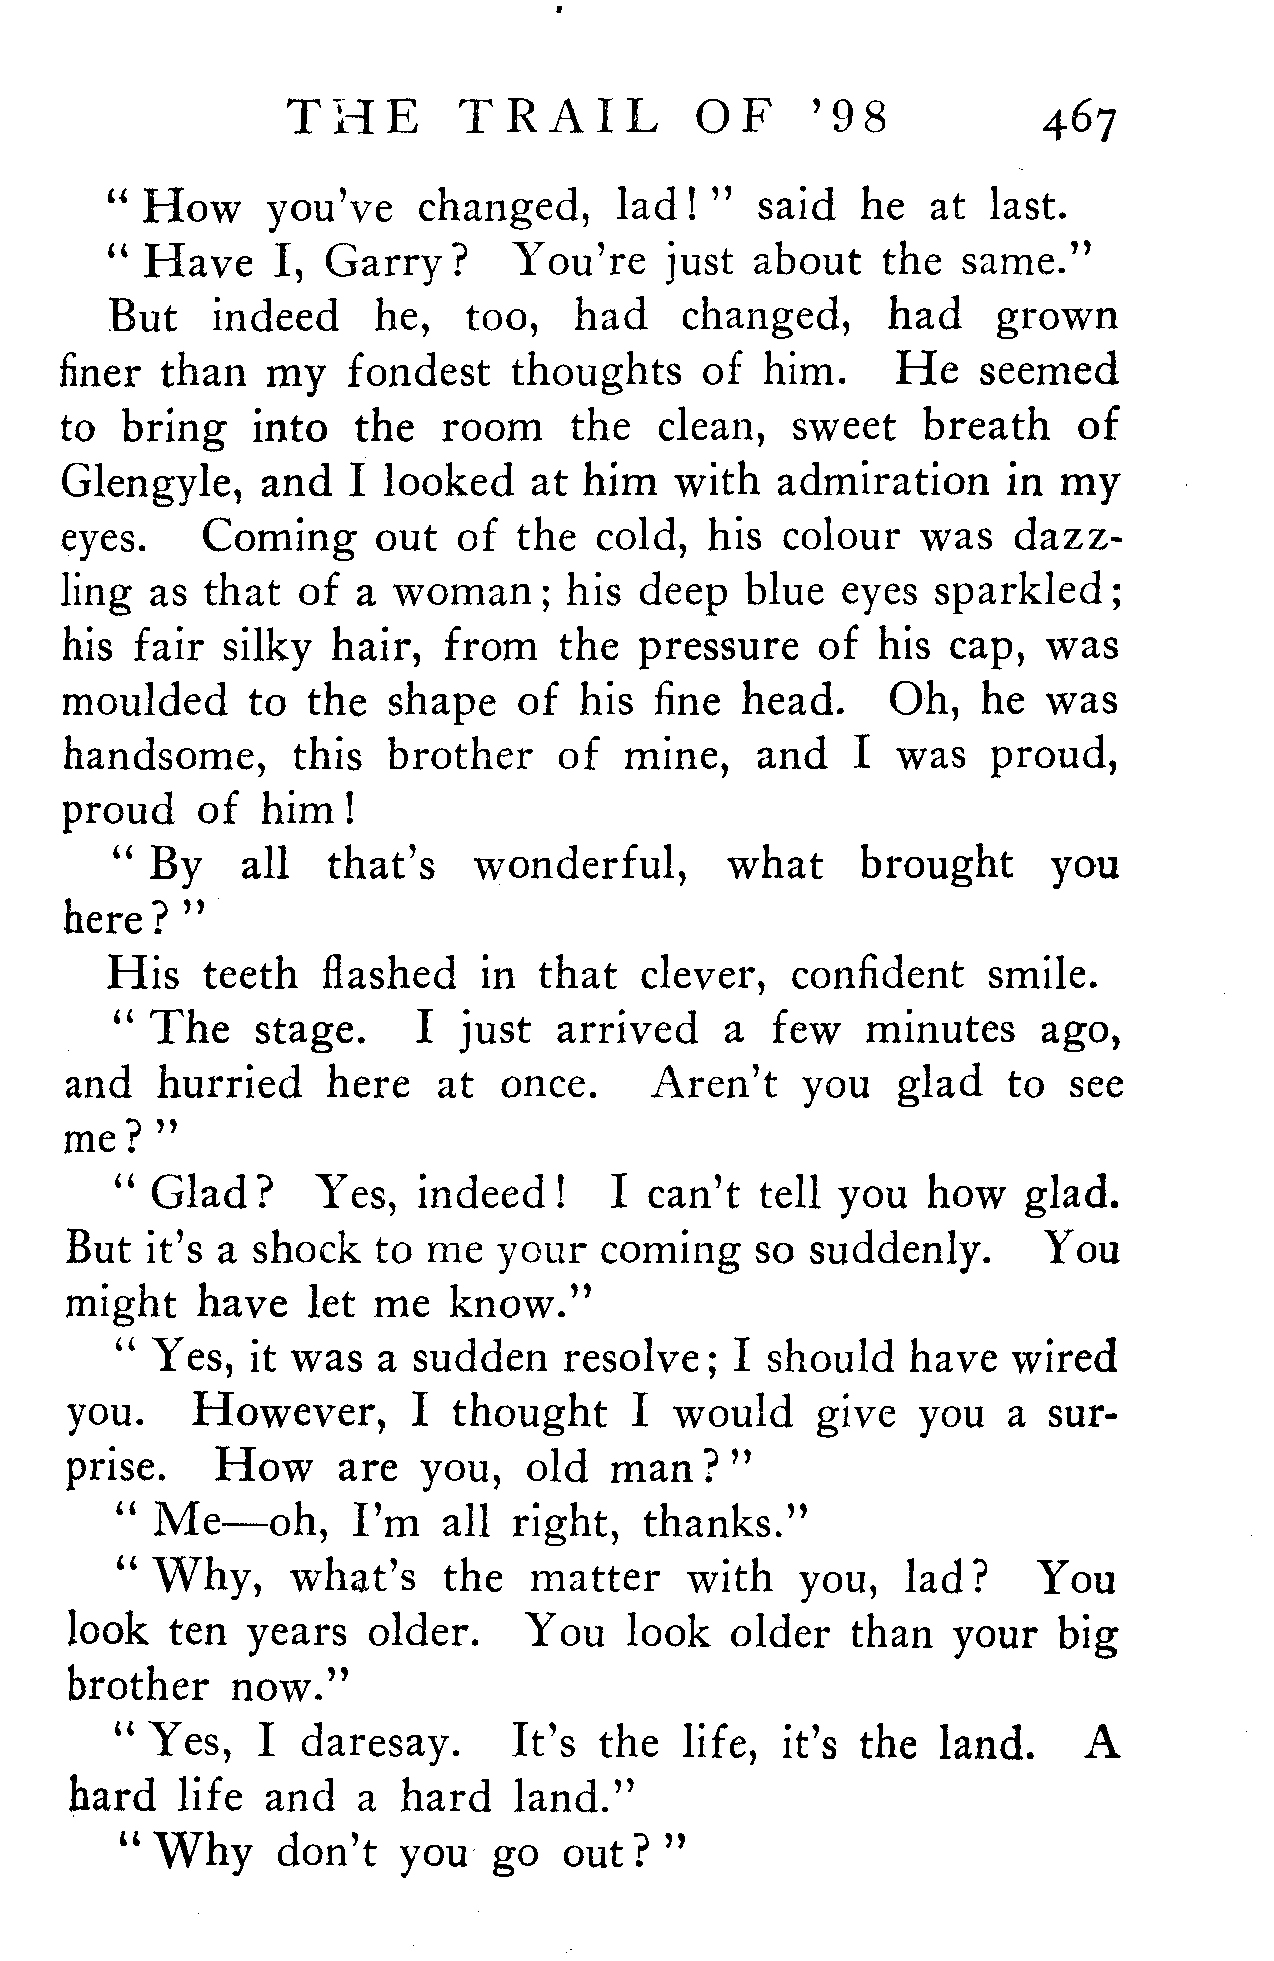 THE TRAIL OF '98 467
“ How you've changed, lad! ” said he at last.
“ Have I, Garry? You're just about the same.”
But indeed he, too, had changed, had grown
finer than my fondest thoughts of him. He seemed
to bring into the room the clean, sweet breath of
Glengyle, and I looked at him with admiration in my
eyes. Coming out of the cold, his colour was dazz-
ling as that of a woman; his deep blue eyes sparkled;
his fair silky hair, from the pressure of his cap, was
moulded to the shape of his fine head. Oh, he was
handsome, this brother of mine, and I was proud,
proud of him!
“ By all that's wonderful, what brought you
here? ”
His teeth flashed in that clever, confident smile.
“ The stage. I just arrived a few minutes ago,
and hurried here at once. Aren't you glad to see
me? ”
“ Glad? Yes, indeed! I can't tell you how glad.
But it's a shock to me your coming so suddenly. You
might have let me know.”
“ Yes, it was a sudden resolve; I should have wired
you. However, I thought I would give you a sur-
prise. How are you, old man? ”
“ Me—oh, I'm all right, thanks.”
“ Why, what's the matter with you, lad? You
look ten years older. You look older than your big
brother now.”
“ Yes, I daresay. It's the life, it's the land. A
hard life and a hard land.”
“ Why don't you go out? ”